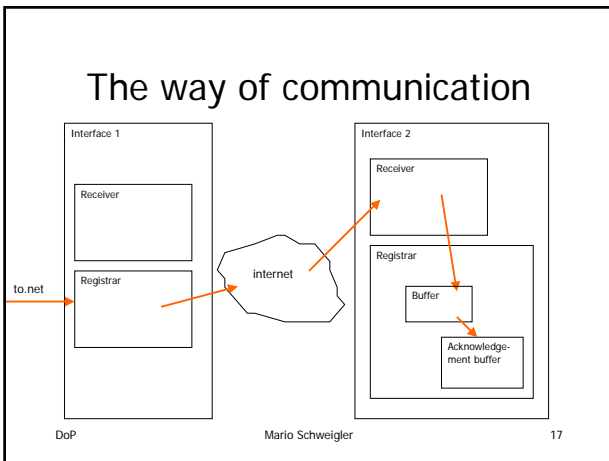 The way of communication
Interface 1
Receiver
Registrar
to.net
internet
Interface 2
Receiver
Registrar
Buffer
Acknowledge-
ment buffer
DoP
Mario Schweigler
17